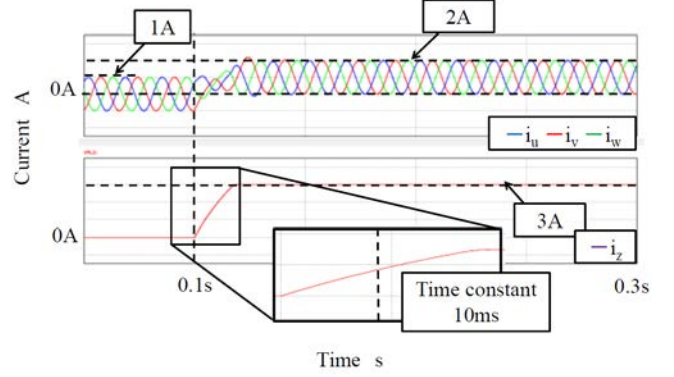 1A
2A
0A
Current A
i_u i_v i_w
3A
0A
i_z
0.1s
Time constant
10ms
0.3s
Time s